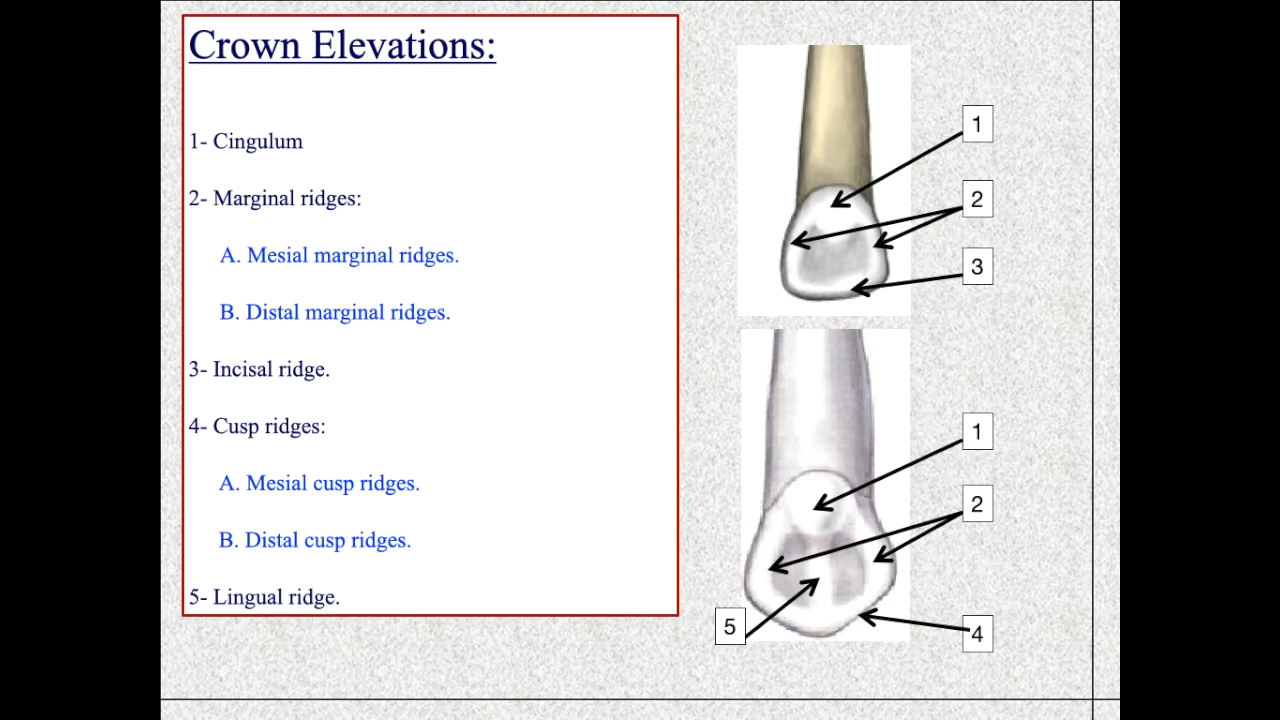 Crown Elevations:
1- Cingulum
2- Marginal ridges:
A. Mesial marginal ridges.
B. Distal marginal ridges.
3- Incisal ridge.
4- Cusp ridges:
A. Mesial cusp ridges.
B. Distal cusp ridges.
5- Lingual ridge.
1
2
3
1
2
5
4